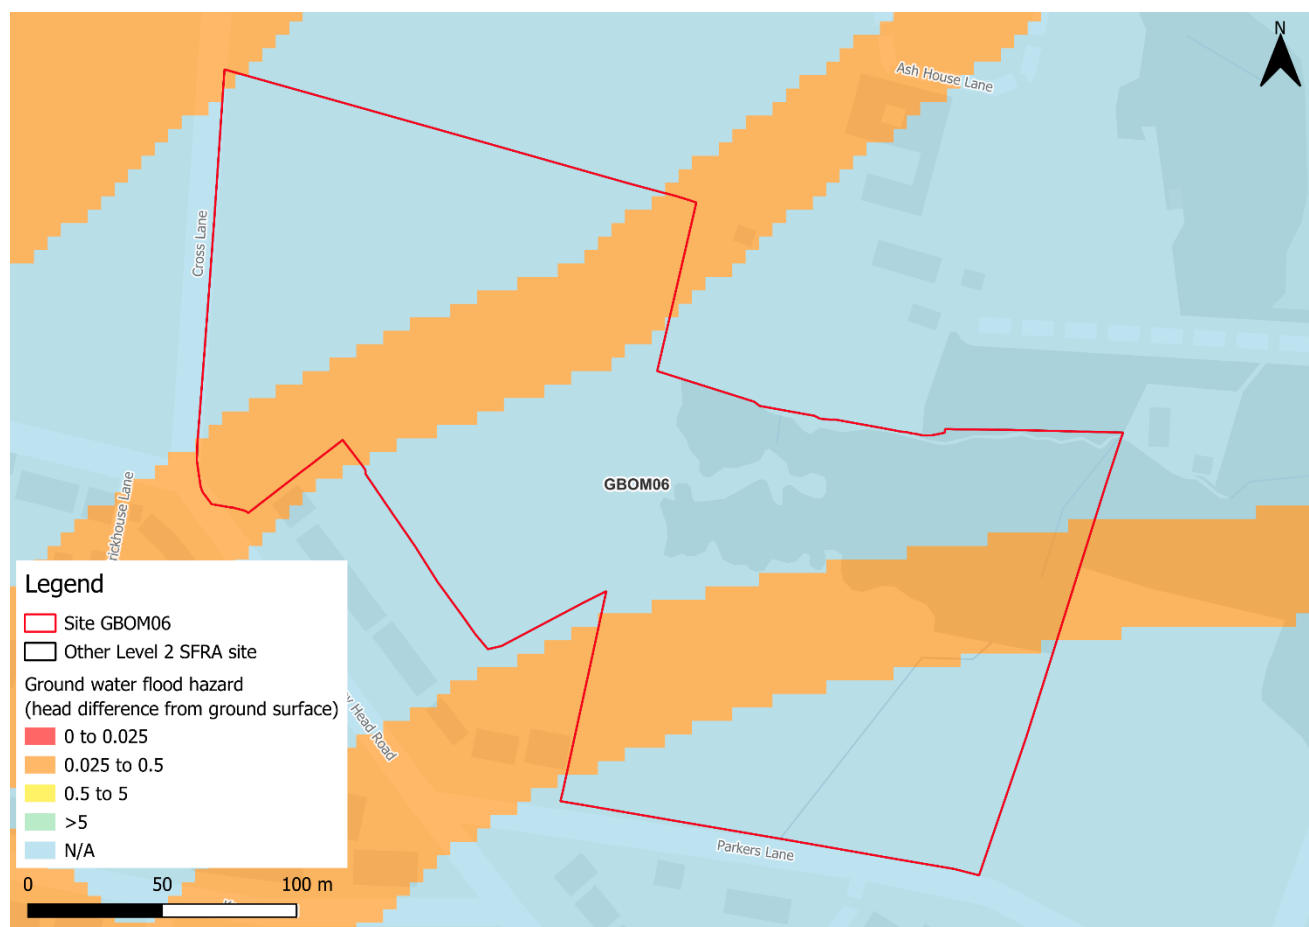 N
Ash House Lane
Cross Lane
GBOM06
rickhouse Lane
y Head Road
Parkers Lane
Legend
Site GBOM06
Other Level 2 SFRA site
Ground water flood hazard
(head difference from ground surface)
0 to 0.025
0.025 to 0.5
0.5 to 5
>5
N/A
0 50 100 m